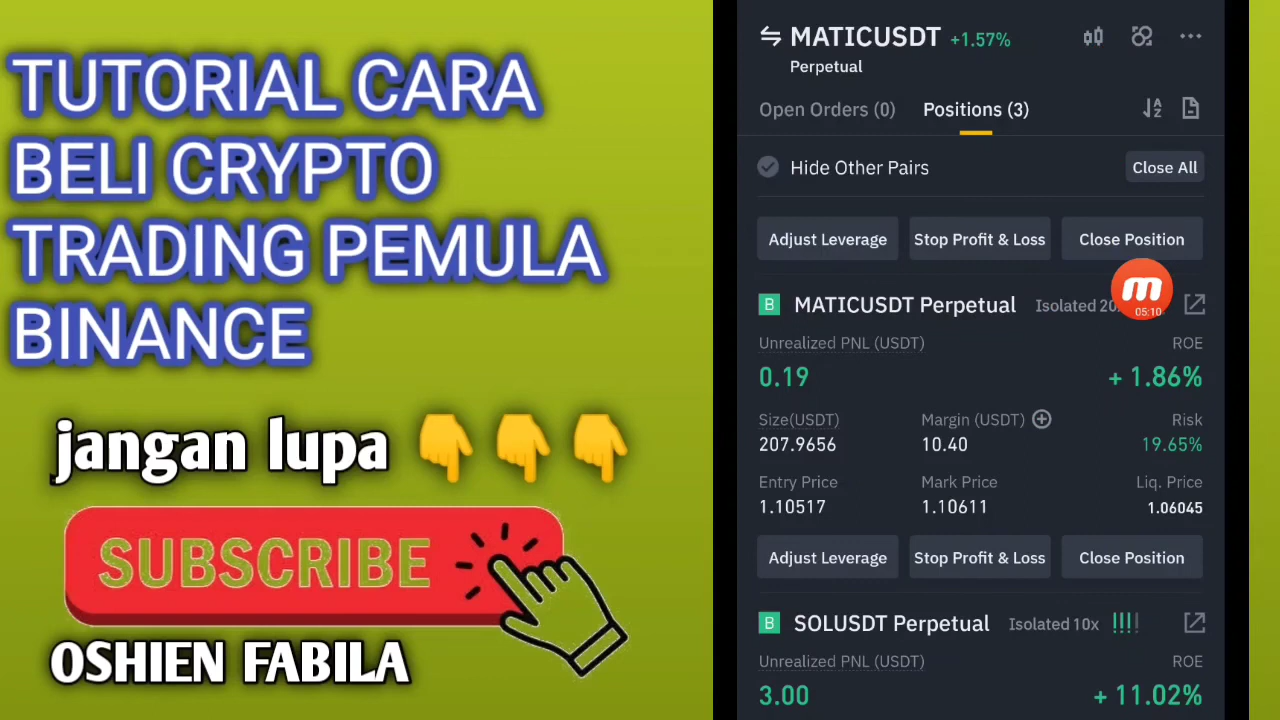 TUTORIAL CARA
BELI CRYPTO
TRADING PEMULA
BINANCE
jangan lupa
SUBSCRIBE
OSHIEN FABILA
MATICUSDT +1.57%
Perpetual
Open Orders (0) Positions (3)
Hide Other Pairs Close All
Adjust Leverage Stop Profit & Loss Close Position
B MATICUSDT Perpetual Isolated
m
05:10
Unrealized PNL (USDT) ROE
0.19 + 1.86%
Size(USDT) Margin (USDT) Risk
207.9656 10.40 19.65%
Entry Price Mark Price Liq. Price
1.10517 1.10611 1.06045
Adjust Leverage Stop Profit & Loss Close Position
B SOLUSDT Perpetual Isolated 10x !!!!
Unrealized PNL (USDT) ROE
3.00 + 11.02%